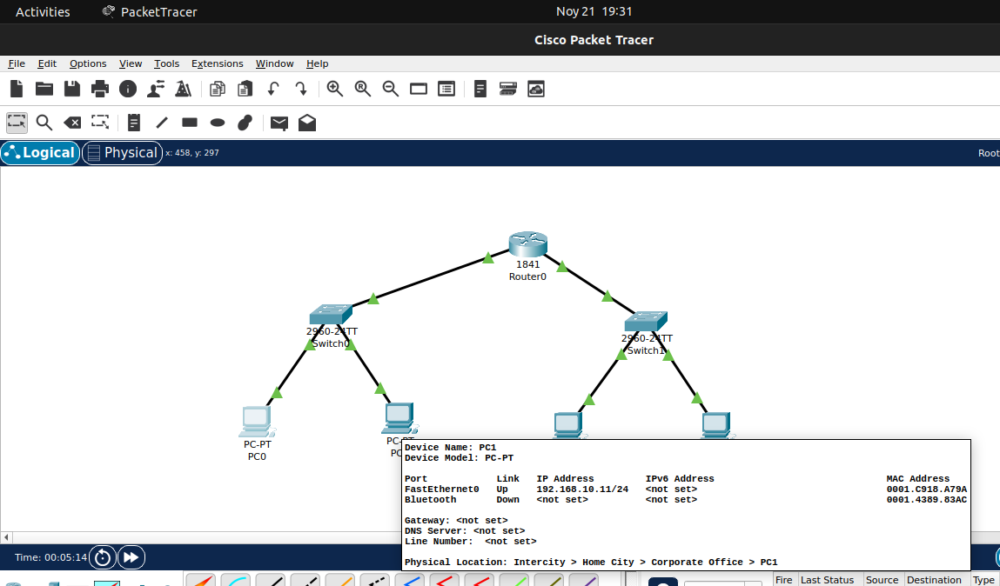 Activities PacketTracer Noy 21 19:31
Cisco Packet Tracer
File Edit Options View Tools Extensions Window Help
Logical Physical x: 458, y: 297 Root
1841
Router0
2960-24TT
Switch0
2960-24TT
Switch1
PC-PT
PC0
PC-PT
Device Name: PC1
Device Model: PC-PT
Port Link IP Address IPv6 Address MAC Address
FastEthernet0 Up 192.168.10.11/24 <not set> 0001.C918.A79A
Bluetooth Down <not set> <not set> 0001.4389.83AC
Gateway: <not set>
DNS Server: <not set>
Line Number: <not set>
Physical Location: Intercity > Home City > Corporate Office > PC1
Time: 00:05:14
Fire Last Status Source Destination Type